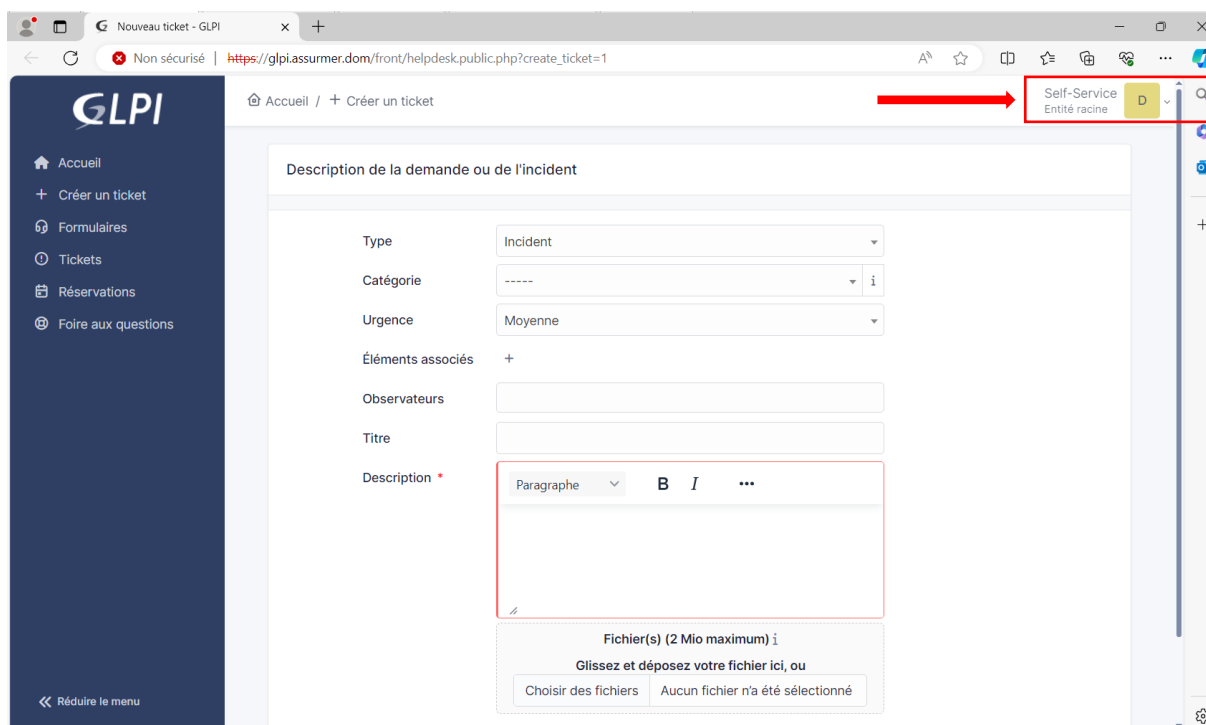 Nouveau ticket - GLPI
Non sécurisé | https://glpi.assurmer.dom/front/helpdesk.public.php?create_ticket=1
GLPI
Accueil / + Créer un ticket
Self-Service
Entité racine
D
Accueil
+ Créer un ticket
Formulaires
Tickets
Réservations
Foire aux questions
Description de la demande ou de l'incident
Type
Incident
Catégorie
-----
i
Urgence
Moyenne
Éléments associés
+
Observateurs
Titre
Description *
Paragraphe
B I ...
Fichier(s) (2 Mio maximum) i
Glissez et déposez votre fichier ici, ou
Choisir des fichiers Aucun fichier n'a été sélectionné
Réduire le menu